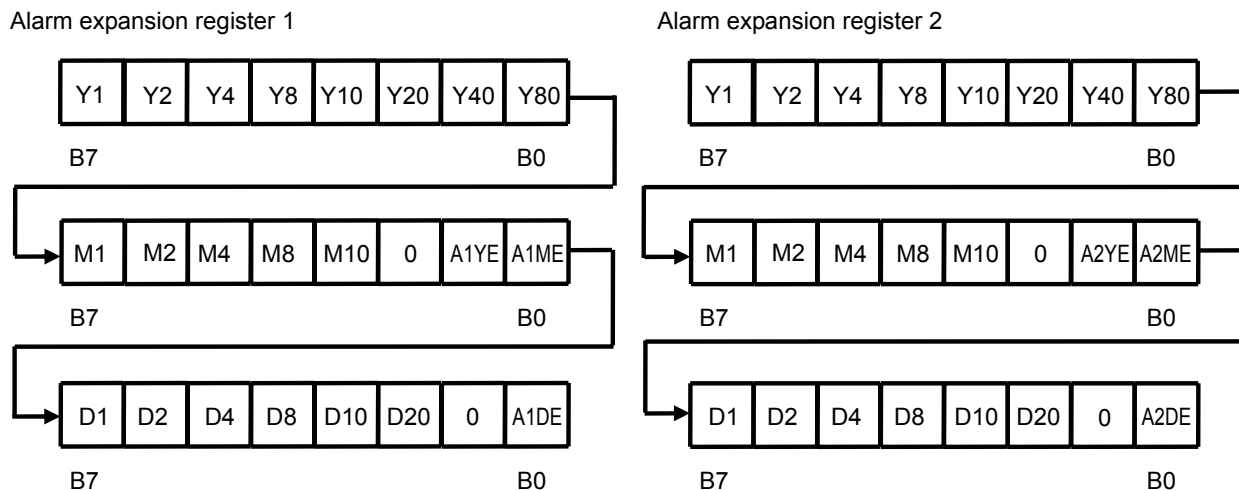 Alarm expansion register 1
Y1 Y2 Y4 Y8 Y10 Y20 Y40 Y80
B7 B0
M1 M2 M4 M8 M10 0 A1YE A1ME
B7 B0
D1 D2 D4 D8 D10 D20 0 A1DE
B7 B0
Alarm expansion register 2
Y1 Y2 Y4 Y8 Y10 Y20 Y40 Y80
B7 B0
M1 M2 M4 M8 M10 0 A2YE A2ME
B7 B0
D1 D2 D4 D8 D10 D20 0 A2DE
B7 B0